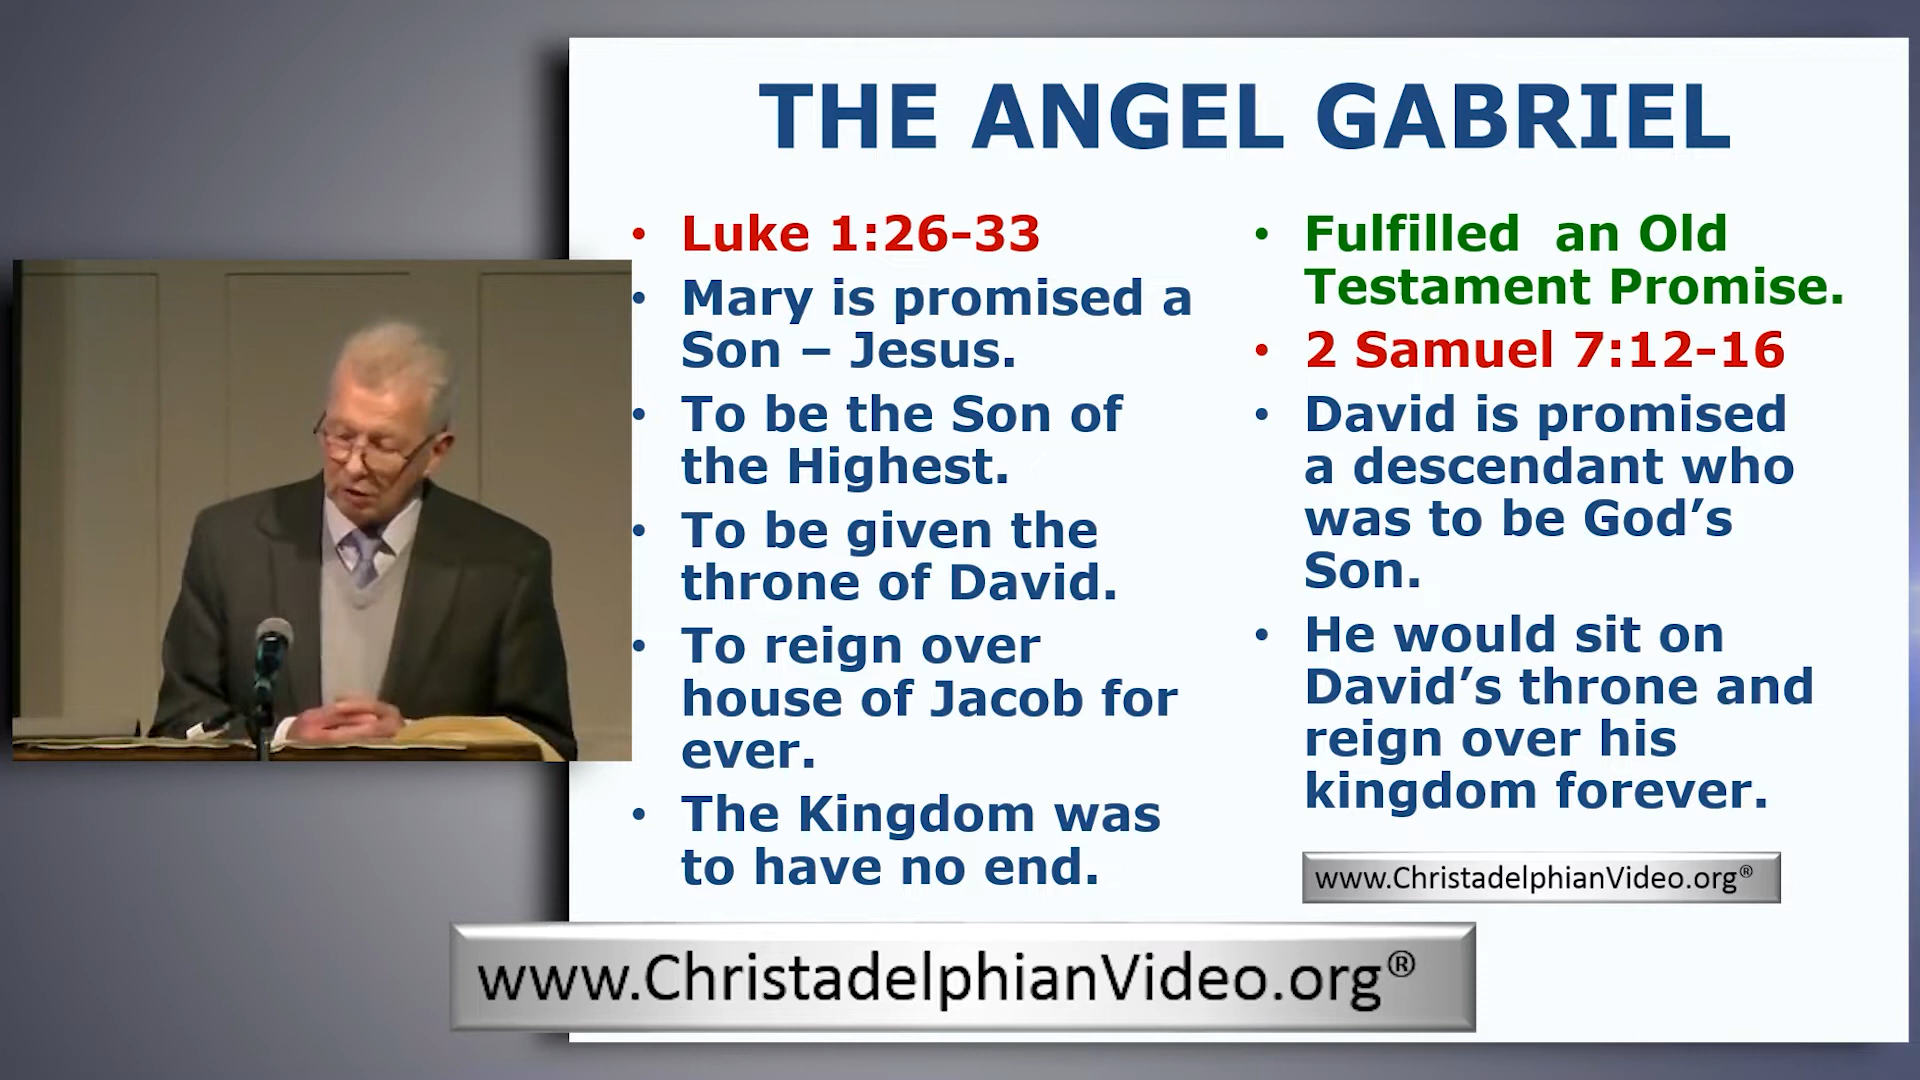 THE ANGEL GABRIEL
• Luke 1:26-33
• Mary is promised a
Son – Jesus.
• To be the Son of
the Highest.
• To be given the
throne of David.
• To reign over
house of Jacob for
ever.
• The Kingdom was
to have no end.
• Fulfilled  an Old
Testament Promise.
• 2 Samuel 7:12-16
• David is promised
a descendant who
was to be God’s
Son.
• He would sit on
David’s throne and
reign over his
kingdom forever.
www.ChristadelphianVideo.org®
www.ChristadelphianVideo.org®